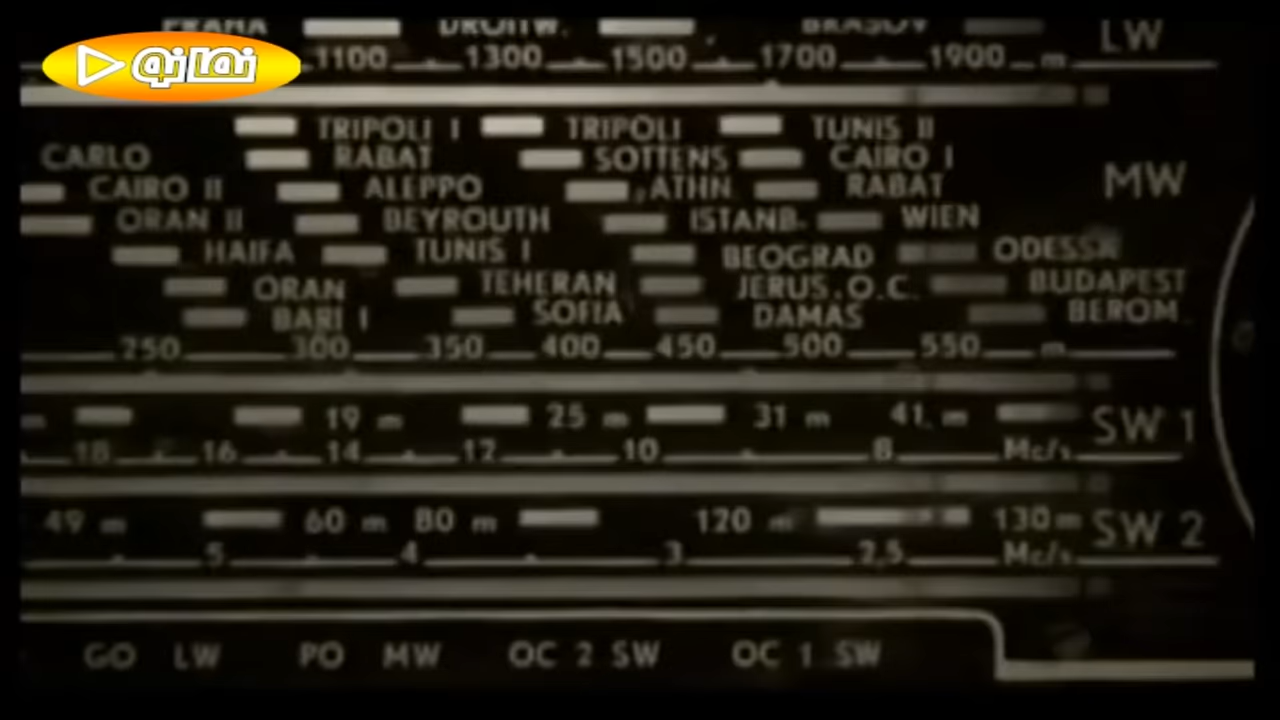 PRAHA DROITW. BRASOV
1100 1300 1500 1700 1900 m LW
TRIPOLI I TRIPOLI TUNIS II
CARLO RABAT SOTTENS CAIRO I
CAIRO II ALEPPO ATHN. RABAT MW
ORAN II BEYROUTH ISTANB. WIEN
HAIFA TUNIS I BEOGRAD ODESSA
ORAN TEHERAN JERUS.O.C. BUDAPEST
BARI I SOFIA DAMAS BEROM.
250 300 350 400 450 500 550 m
m 19 m 25 m 31 m 41 m SW 1
18 16 14 12 10 8 Mc/s
49 m 60 m 80 m 120 m 130 m SW 2
5 4 3 2,5 Mc/s
GO LW PO MW OC 2 SW OC 1 SW